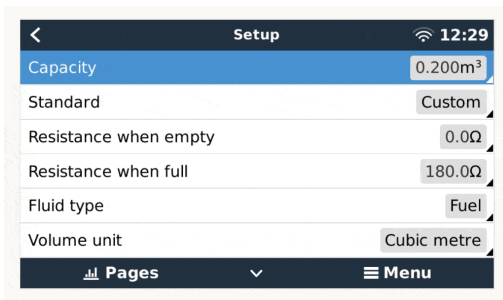 Setup 12:29
Capacity 0.200m³
Standard Custom
Resistance when empty 0.0Ω
Resistance when full 180.0Ω
Fluid type Fuel
Volume unit Cubic metre
Pages Menu